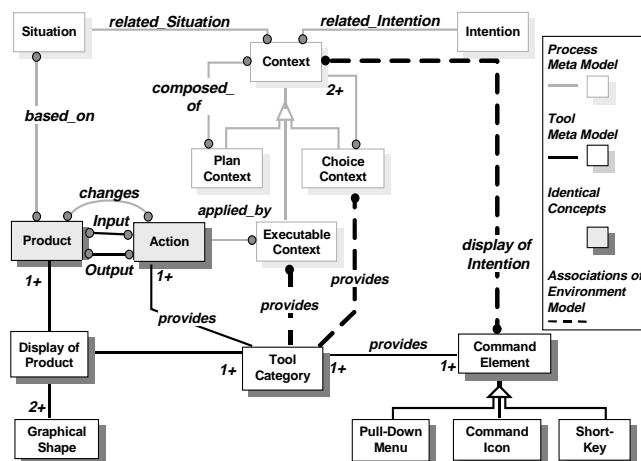 related_Situation
related_Intention
Situation
Intention
Context
Process
Meta Model
composed_
of
2+
Tool
Meta Model
based_on
Plan
Context
Choice
Context
changes
Identical
Concepts
Input
applied_by
Product
Action
Executable
Context
display of
Intention
Output
1+
1+
provides
Associations of
Environment
Model
provides
provides
Display of
Product
provides
Tool
Category
Command
Element
1+
1+
1+
2+
Graphical
Shape
Pull-Down
Menu
Command
Icon
Short-
Key